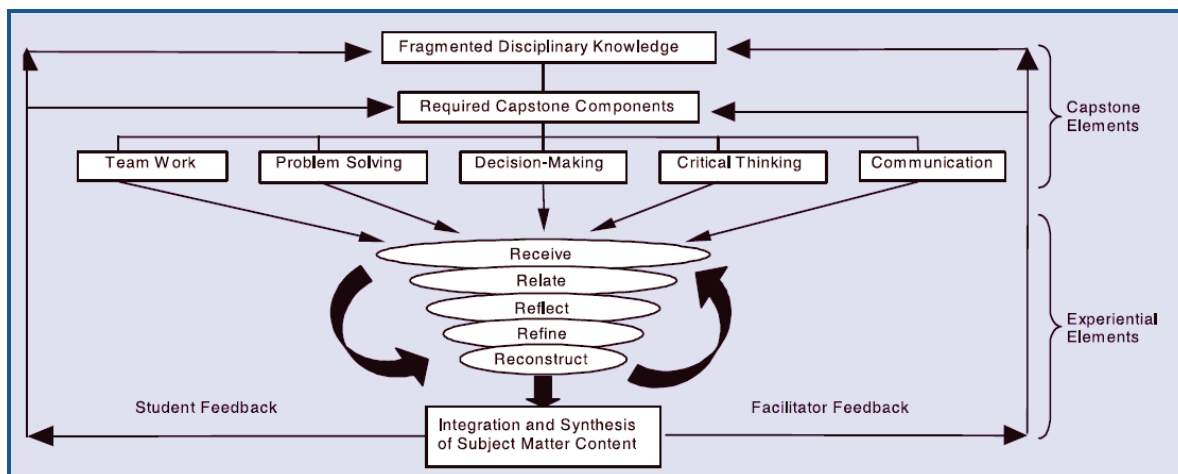 Fragmented Disciplinary Knowledge
Required Capstone Components
Capstone
Elements
Team Work
Problem Solving
Decision-Making
Critical Thinking
Communication
Receive
Relate
Reflect
Refine
Reconstruct
Experiential
Elements
Student Feedback
Facilitator Feedback
Integration and Synthesis
of Subject Matter Content